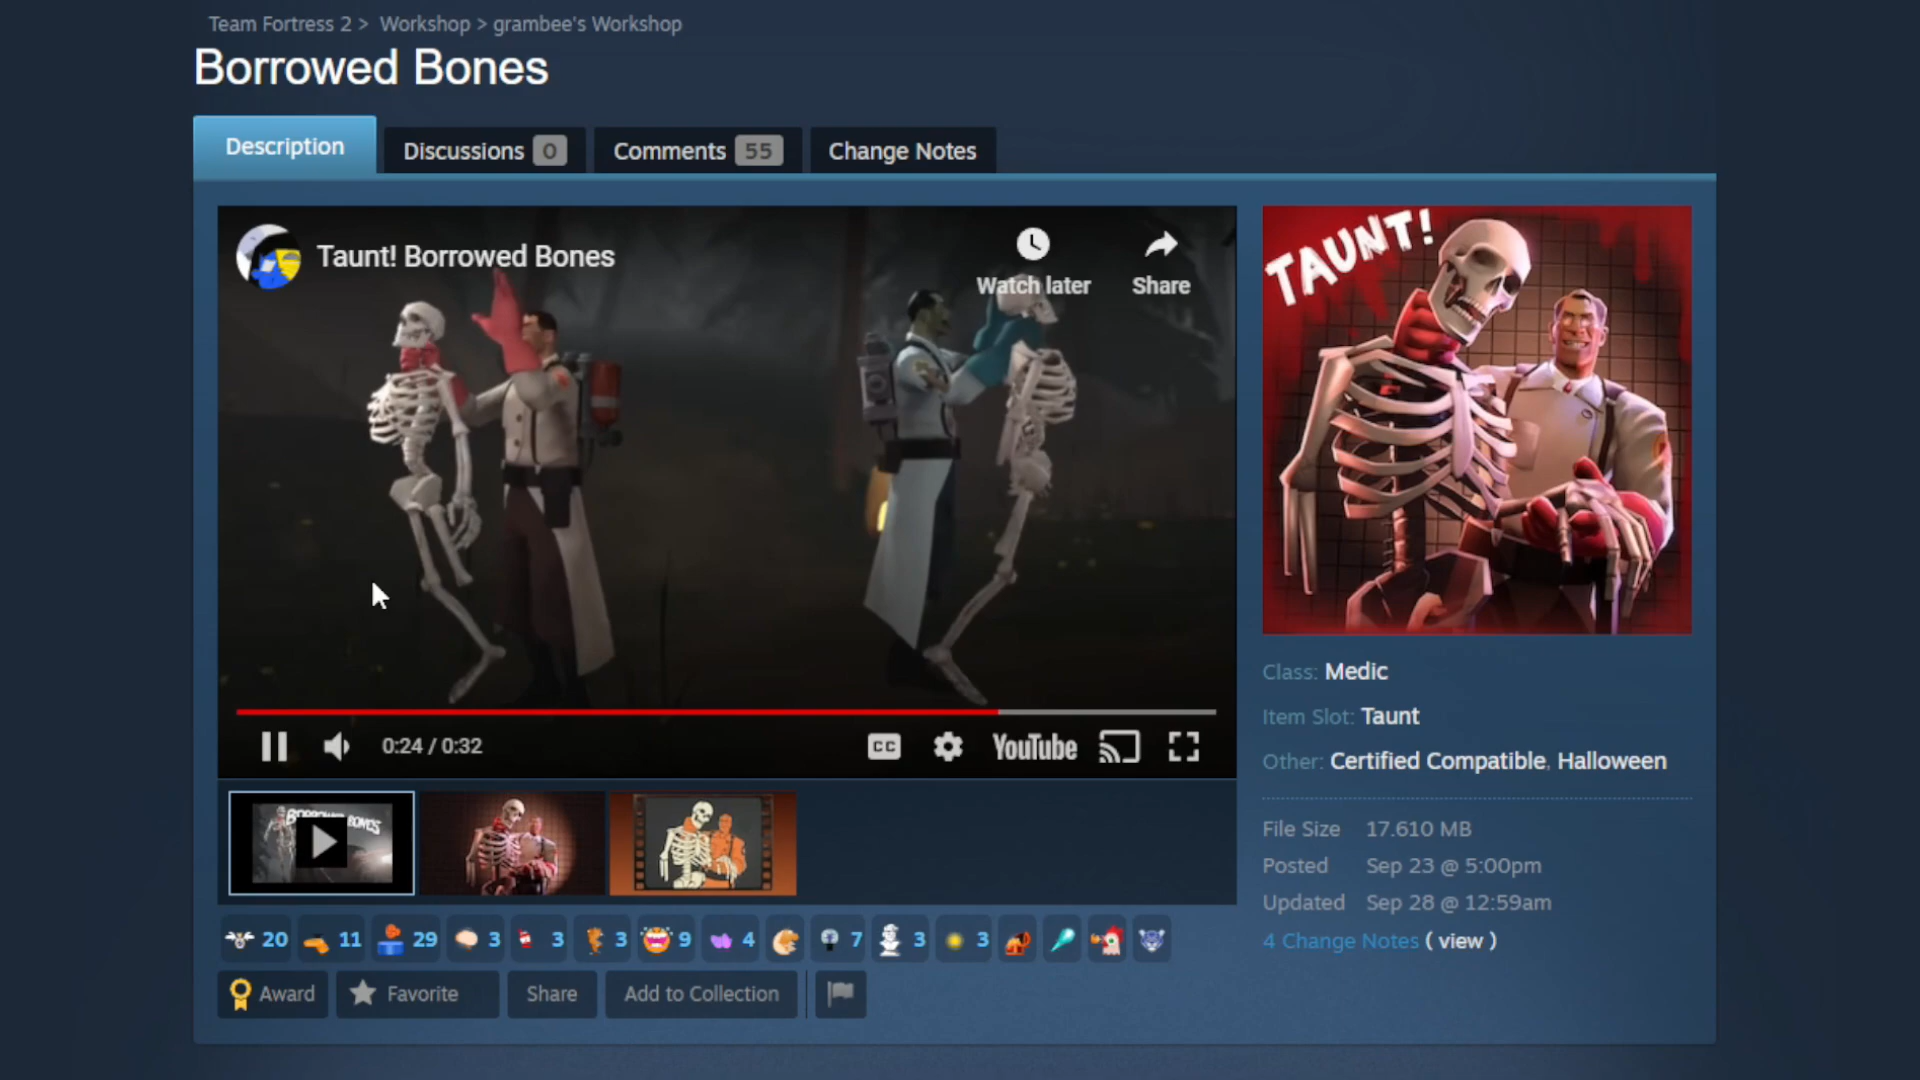 Team Fortress 2 > Workshop > grambee's Workshop
Borrowed Bones
Description
Discussions 0
Comments 55
Change Notes
Taunt! Borrowed Bones
Watch later
Share
0:24 / 0:32
CC
YouTube
TAUNT!
Class: Medic
Item Slot: Taunt
Other: Certified Compatible, Halloween
File Size 17.610 MB
Posted Sep 23 @ 5:00pm
Updated Sep 28 @ 12:59am
4 Change Notes ( view )
BORROWED BONES
20 11 29 3 3 3 9 4 7 3 3
Award
Favorite
Share
Add to Collection